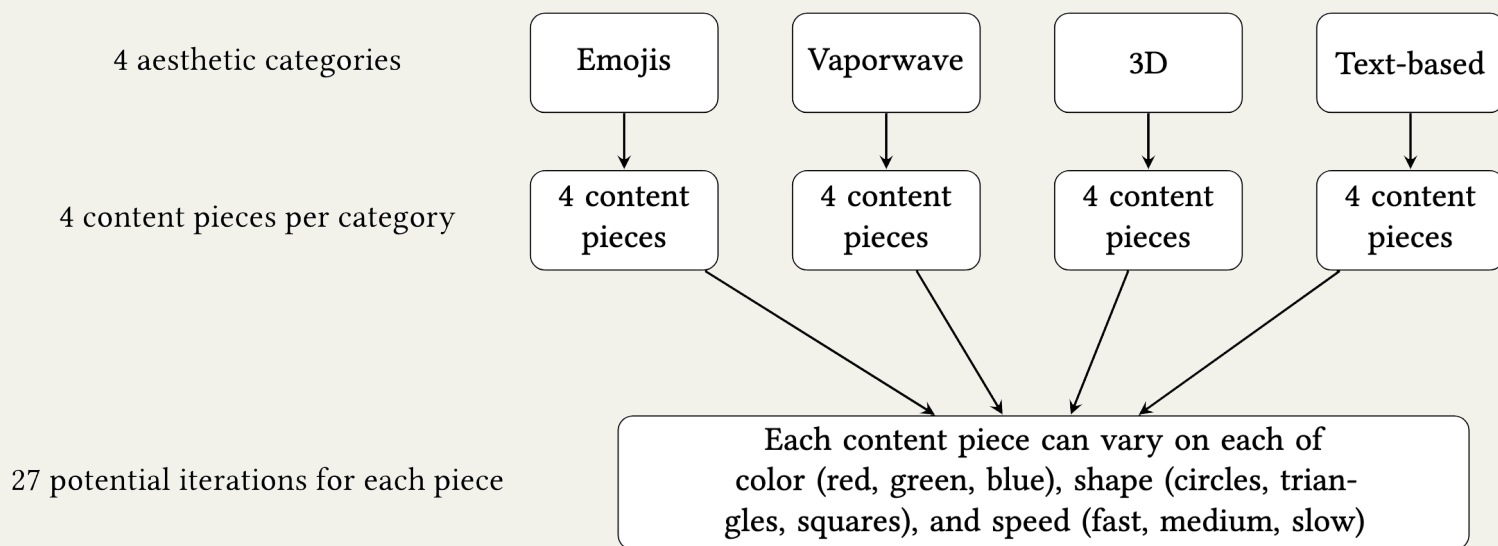 4 aesthetic categories
Emojis
Vaporwave
3D
Text-based
4 content pieces per category
4 content
pieces
4 content
pieces
4 content
pieces
4 content
pieces
27 potential iterations for each piece
Each content piece can vary on each of
color (red, green, blue), shape (circles, trian-
gles, squares), and speed (fast, medium, slow)